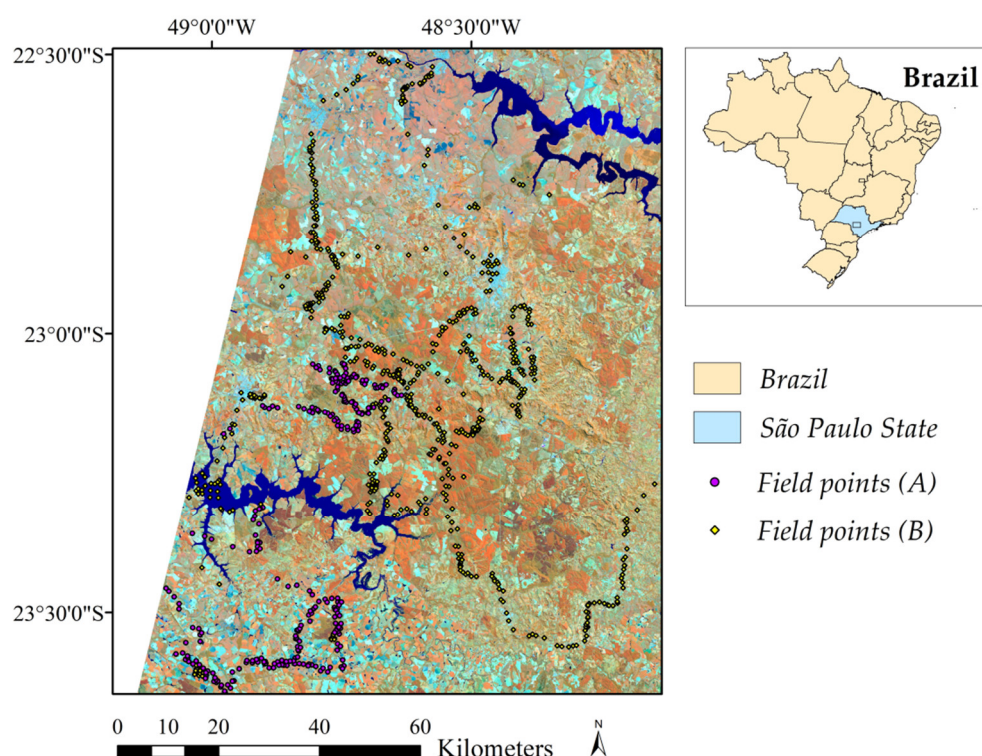 49°0'0"W 48°30'0"W
22°30'0"S
23°0'0"S
23°30'0"S
Brazil
Brazil
São Paulo State
Field points (A)
Field points (B)
0 10 20 40 60
Kilometers
N